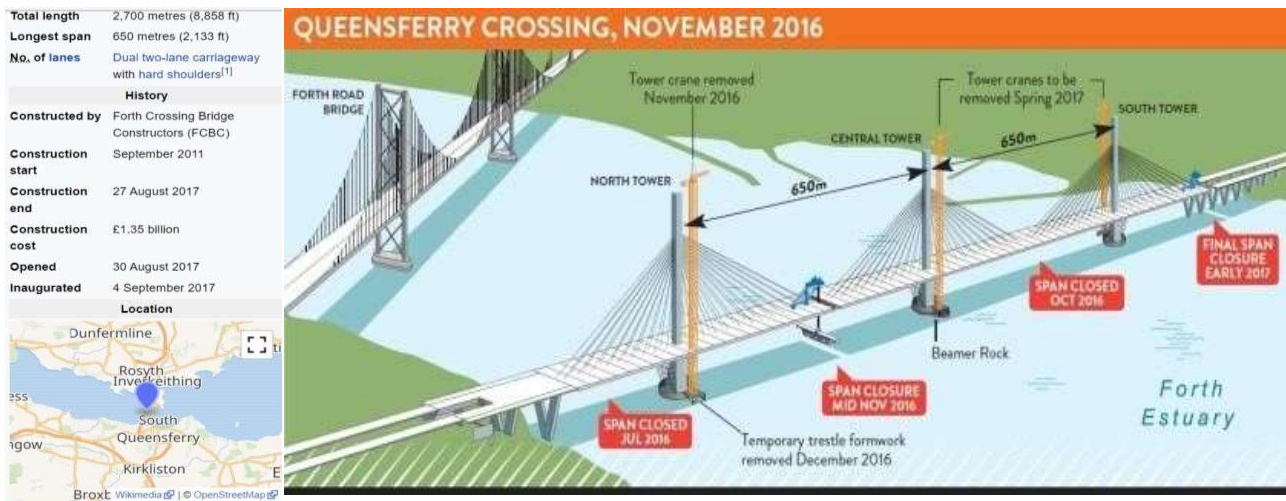 Total length 2,700 metres (8,858 ft)
Longest span 650 metres (2,133 ft)
No. of lanes Dual two-lane carriageway
with hard shoulders[1]
History
Constructed by Forth Crossing Bridge
Constructors (FCBC)
Construction September 2011
start
Construction 27 August 2017
end
Construction £1.35 billion
cost
Opened 30 August 2017
Inaugurated 4 September 2017
Location
Dunfermline
Rosyth
Inverkeithing
South
Queensferry
Kirkliston
Wikimedia | © OpenStreetMap
QUEENSFERRY CROSSING, NOVEMBER 2016
FORTH ROAD
BRIDGE
Tower crane removed
November 2016
Tower cranes to be
removed Spring 2017
SOUTH TOWER
CENTRAL TOWER
650m
NORTH TOWER
650m
FINAL SPAN
CLOSURE
EARLY 2017
SPAN CLOSED
OCT 2016
Beamer Rock
SPAN CLOSURE
MID NOV 2016
Forth
Estuary
SPAN CLOSED
JUL 2016
Temporary trestle formwork
removed December 2016